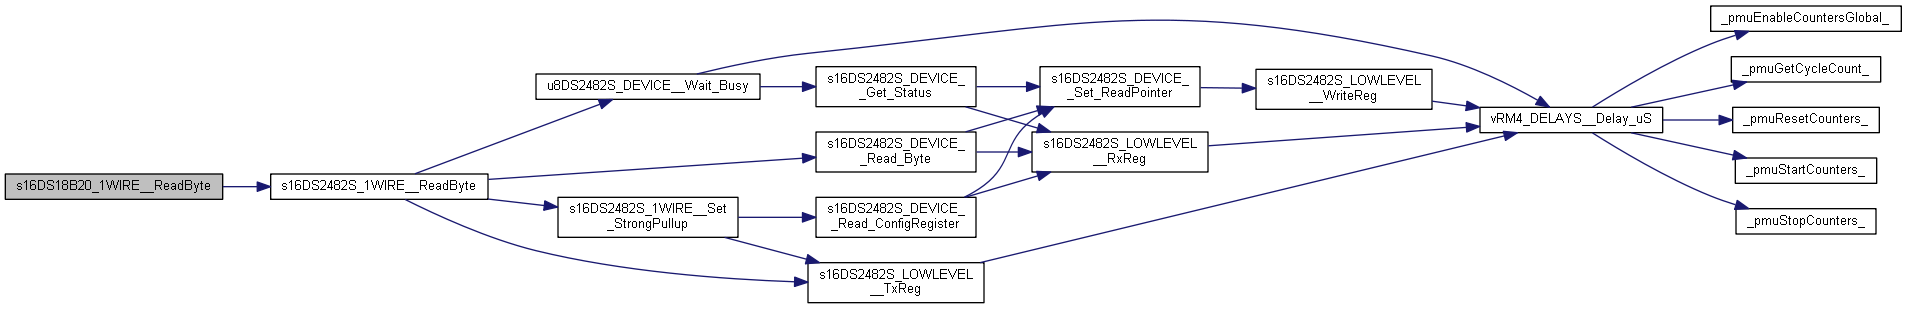 s16DS18B20_1WIRE__ReadByte
s16DS2482S_1WIRE__ReadByte
u8DS2482S_DEVICE__Wait_Busy
s16DS2482S_DEVICE_
_Read_Byte
s16DS2482S_1WIRE__Set
_StrongPullup
s16DS2482S_LOWLEVEL
__TxReg
s16DS2482S_DEVICE_
_Get_Status
s16DS2482S_DEVICE_
_Read_ConfigRegister
s16DS2482S_DEVICE_
_Set_ReadPointer
s16DS2482S_LOWLEVEL
__RxReg
s16DS2482S_LOWLEVEL
__WriteReg
vRM4_DELAYS__Delay_uS
_pmuEnableCountersGlobal_
_pmuGetCycleCount_
_pmuResetCounters_
_pmuStartCounters_
_pmuStopCounters_